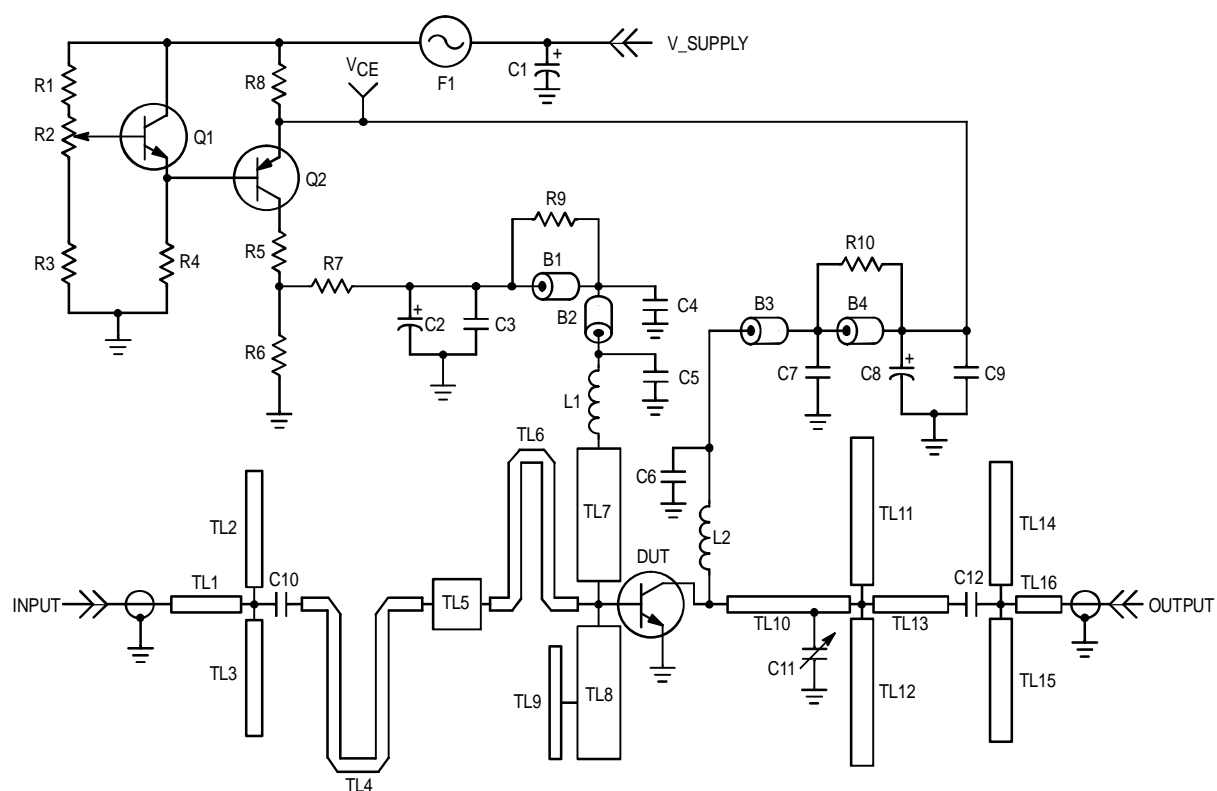 V_SUPPLY
C1
+
F1
VCE
R8
R1
R2
Q1
Q2
R3
R4
R5
R7
R9
B1
B2
C4
R10
B3
B4
C2
+
C3
R6
C5
L1
C7
C8
+
C9
TL6
TL7
C6
L2
TL2
TL11
TL14
DUT
INPUT
TL1
C10
TL5
C12
TL16
OUTPUT
TL10
TL13
C11
TL3
TL9
TL8
TL12
TL15
TL4